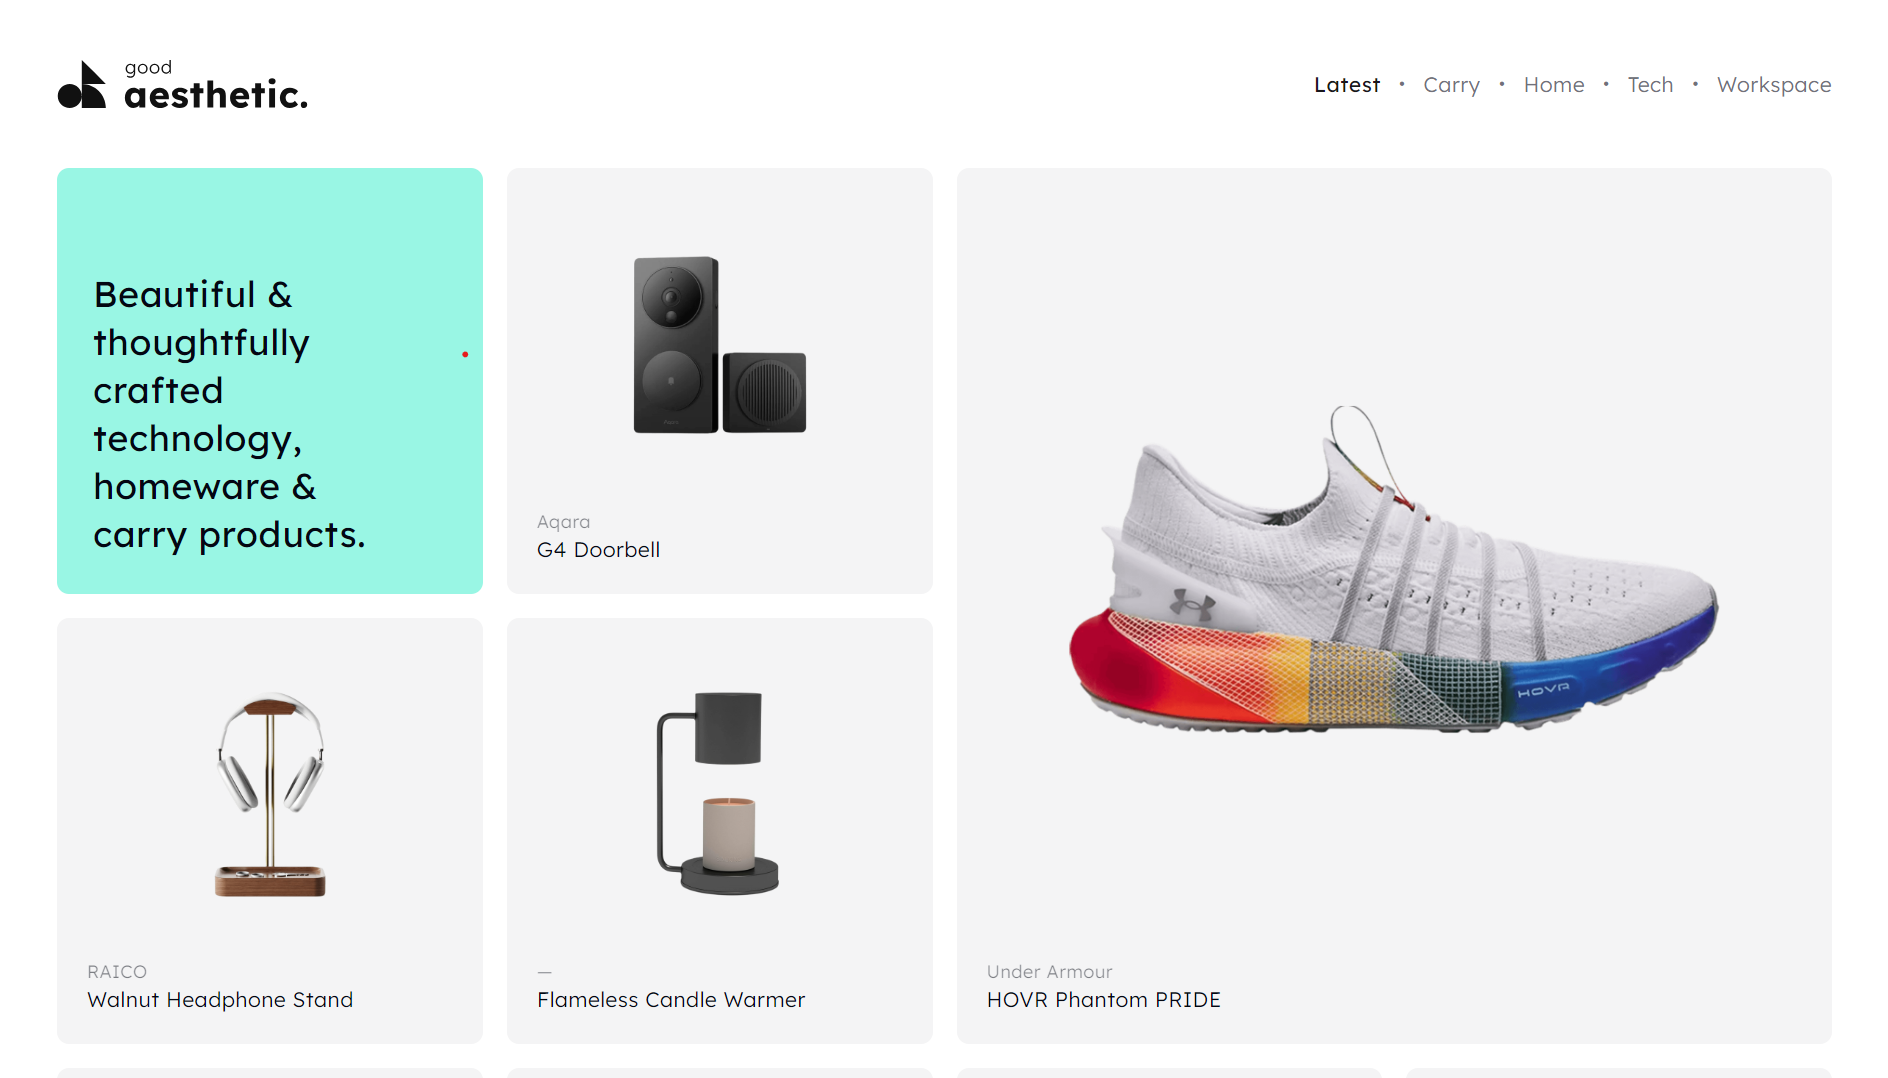 good
aesthetic.
Latest • Carry • Home • Tech • Workspace
Beautiful &
thoughtfully
crafted
technology,
homeware &
carry products.
Aqara
G4 Doorbell
HOVR
RAICO
Walnut Headphone Stand
—
Flameless Candle Warmer
Under Armour
HOVR Phantom PRIDE